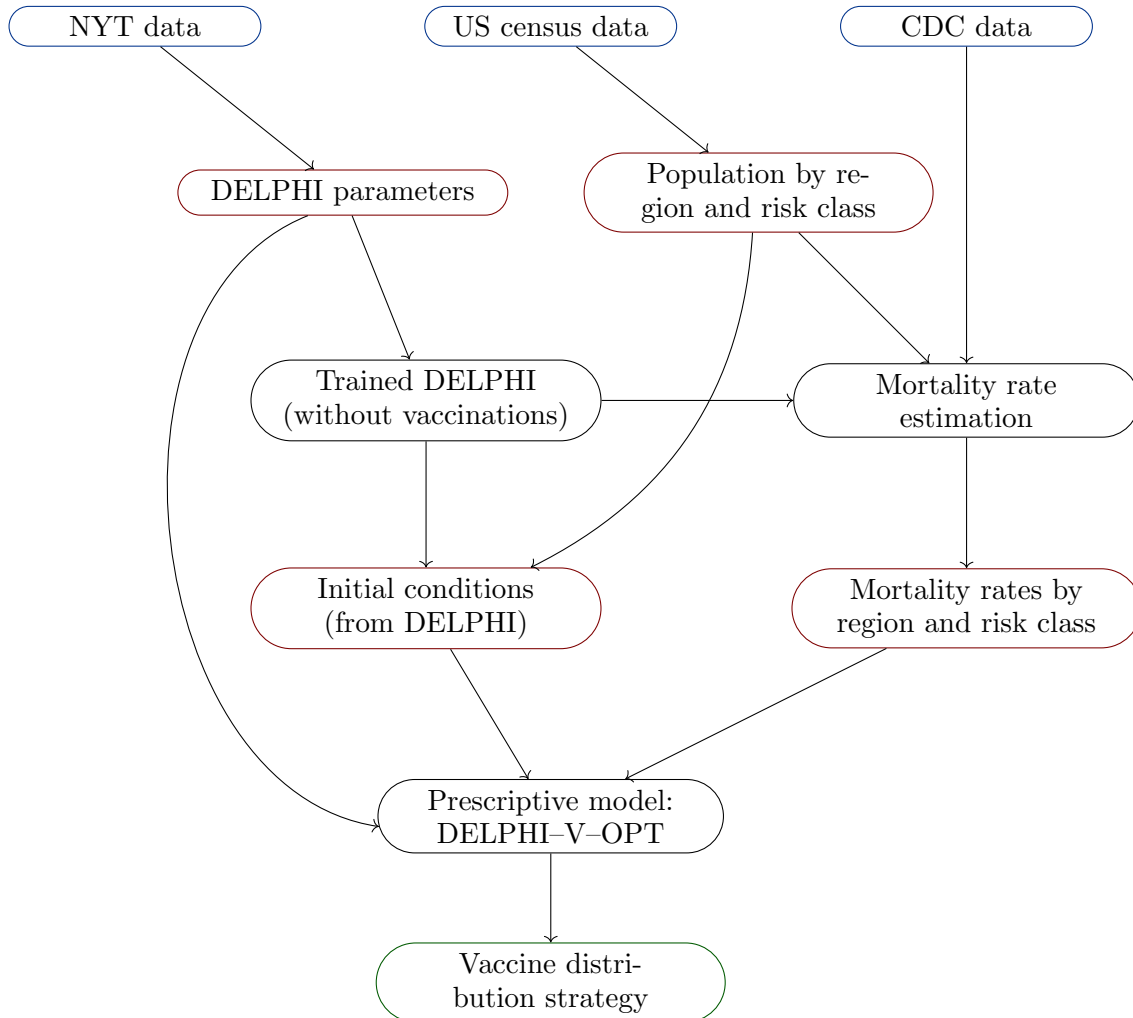 NYT data
US census data
CDC data
DELPHI parameters
Population by re-
gion and risk class
Trained DELPHI
(without vaccinations)
Mortality rate
estimation
Initial conditions
(from DELPHI)
Mortality rates by
region and risk class
Prescriptive model:
DELPHI–V–OPT
Vaccine distri-
bution strategy